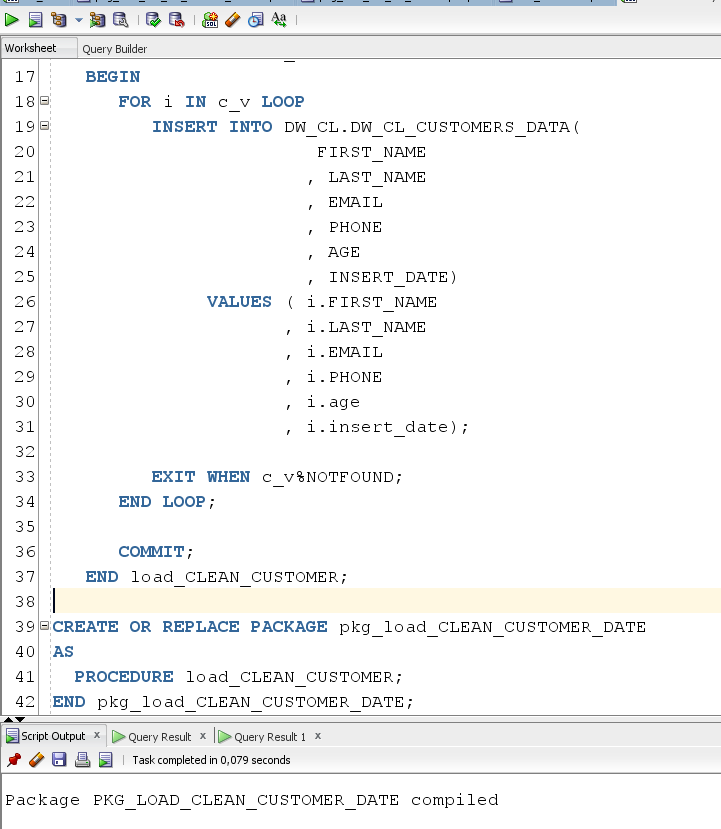 Worksheet Query Builder
17 BEGIN
18 FOR i IN c_v LOOP
19 INSERT INTO DW_CL.DW_CL_CUSTOMERS_DATA(
20 FIRST_NAME
21 , LAST_NAME
22 , EMAIL
23 , PHONE
24 , AGE
25 , INSERT_DATE)
26 VALUES ( i.FIRST_NAME
27 , i.LAST_NAME
28 , i.EMAIL
29 , i.PHONE
30 , i.age
31 , i.insert_date);
32
33 EXIT WHEN c_v%NOTFOUND;
34 END LOOP;
35
36 COMMIT;
37 END load_CLEAN_CUSTOMER;
38
39 CREATE OR REPLACE PACKAGE pkg_load_CLEAN_CUSTOMER_DATE
40 AS
41 PROCEDURE load_CLEAN_CUSTOMER;
42 END pkg_load_CLEAN_CUSTOMER_DATE;
Script Output x Query Result x Query Result 1 x
Task completed in 0,079 seconds
Package PKG_LOAD_CLEAN_CUSTOMER_DATE compiled